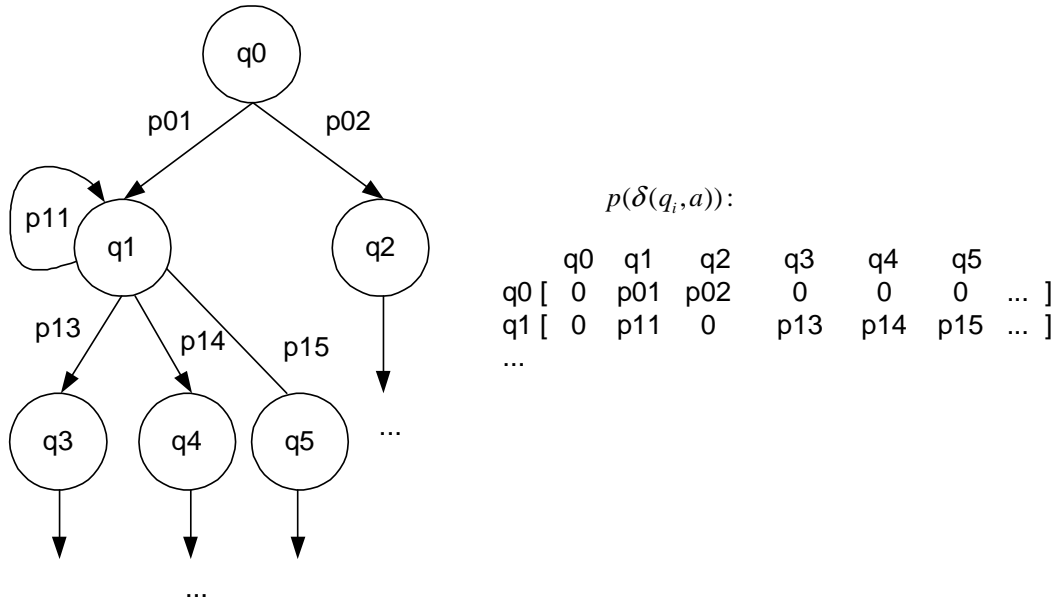 q0
p01 p02
p11
q1
q2
p13
p14
p15
q3
q4
q5
...
...
p(δ(qᵢ,a)):
q0 q1 q2 q3 q4 q5
q0 [ 0 p01 p02 0 0 0 ... ]
q1 [ 0 p11 0 p13 p14 p15 ... ]
...